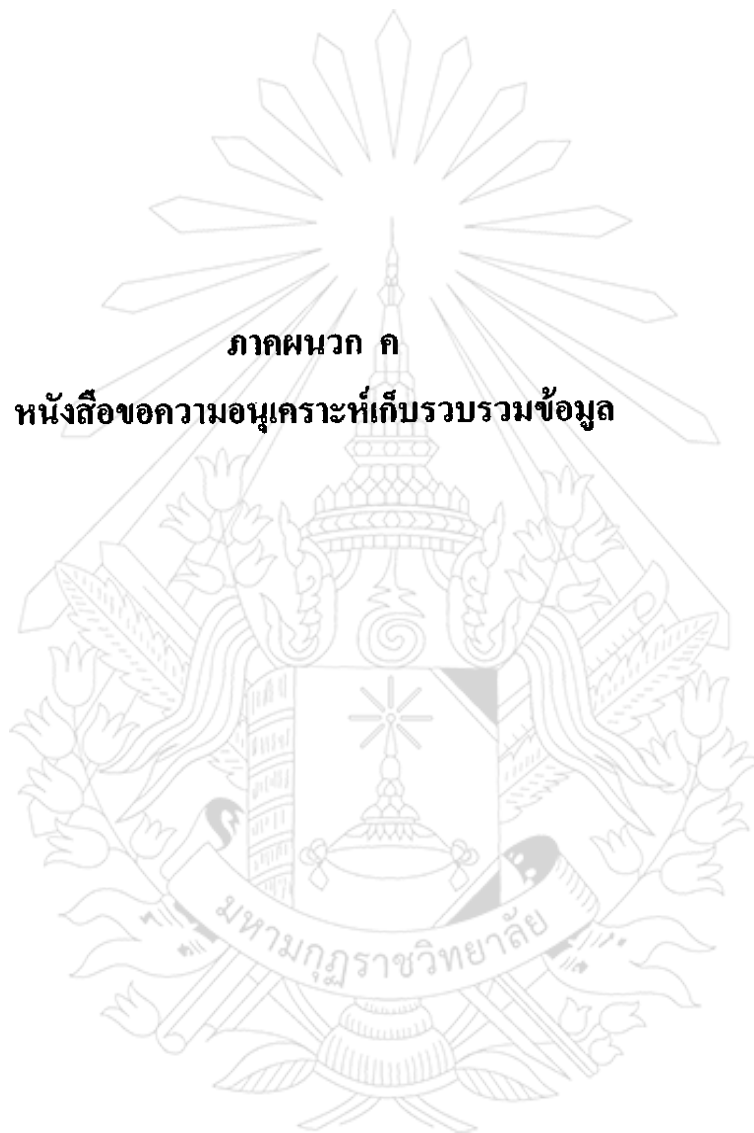 ภาคผนวก ค
หนังสือขอความอนุเคราะห์เก็บรวบรวมข้อมูล
มหามกุฏราชวิทยาลัย